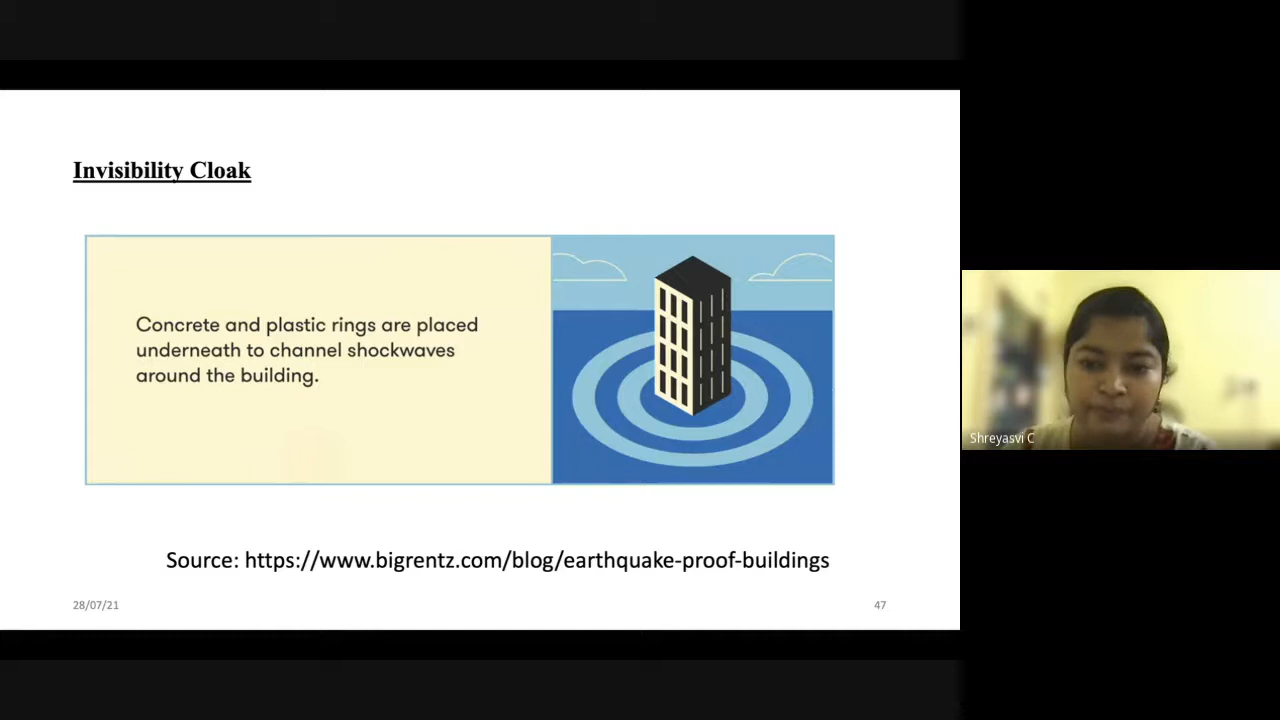 Invisibility Cloak
Concrete and plastic rings are placed
underneath to channel shockwaves
around the building.
Source: https://www.bigrentz.com/blog/earthquake-proof-buildings
28/07/21
47
Shreyasvi C